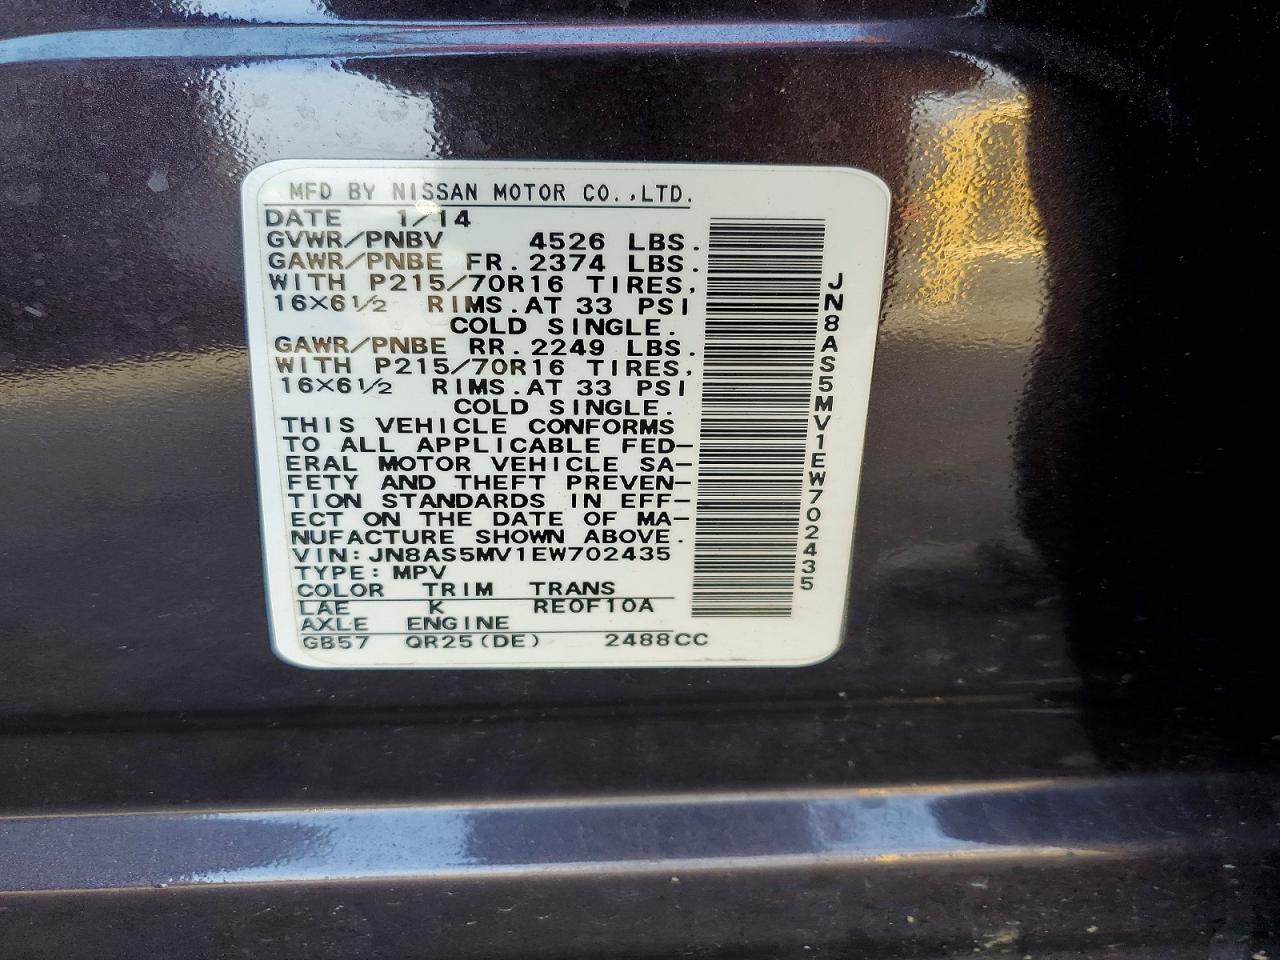 MFD BY NISSAN MOTOR CO.,LTD.
DATE 1/14
GVWR/PNBV 4526 LBS.
GAWR/PNBE FR. 2374 LBS.
WITH P215/70R16 TIRES,
16×6½ RIMS. AT 33 PSI
COLD SINGLE.
GAWR/PNBE RR. 2249 LBS.
WITH P215/70R16 TIRES,
16×6½ RIMS. AT 33 PSI
COLD SINGLE.
THIS VEHICLE CONFORMS
TO ALL APPLICABLE FED-
ERAL MOTOR VEHICLE SA-
FETY AND THEFT PREVEN-
TION STANDARDS IN EFF-
ECT ON THE DATE OF MA-
NUFACTURE SHOWN ABOVE.
VIN: JN8AS5MV1EW702435
TYPE: MPV
COLOR TRIM TRANS
LAE K RE0F10A
AXLE ENGINE
GB57 QR25(DE) 2488CC
JN8AS5MV1EW702435